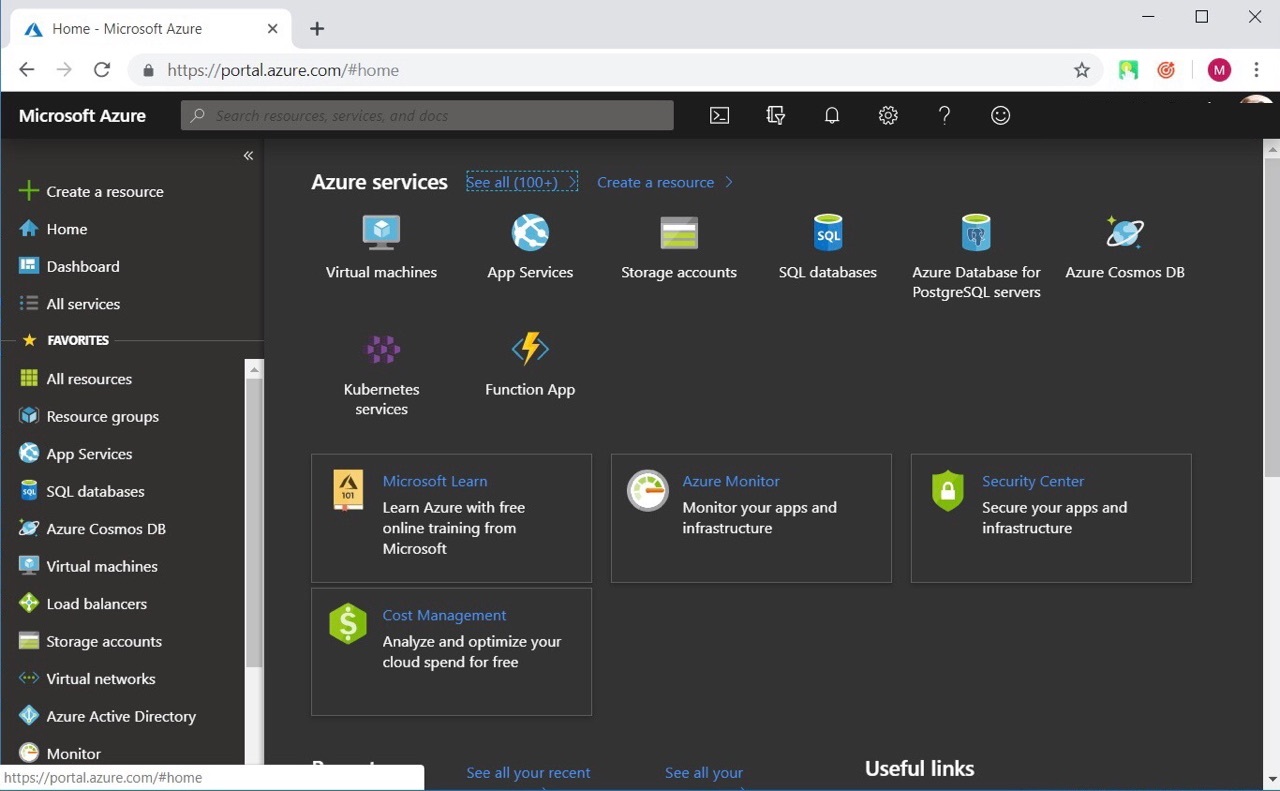 Home - Microsoft Azure
https://portal.azure.com/#home
M
Microsoft Azure
Search resources, services, and docs
Create a resource
Home
Dashboard
All services
FAVORITES
All resources
Resource groups
App Services
SQL
SQL databases
Azure Cosmos DB
Virtual machines
Load balancers
Storage accounts
Virtual networks
Azure Active Directory
Monitor
https://portal.azure.com/#home
Azure services
See all (100+)
Create a resource
Virtual machines
App Services
Storage accounts
SQL
SQL databases
Azure Database for
PostgreSQL servers
Azure Cosmos DB
Kubernetes
services
Function App
101
Microsoft Learn
Learn Azure with free
online training from
Microsoft
Azure Monitor
Monitor your apps and
infrastructure
Security Center
Secure your apps and
infrastructure
$
Cost Management
Analyze and optimize your
cloud spend for free
See all your recent
See all your
Useful links